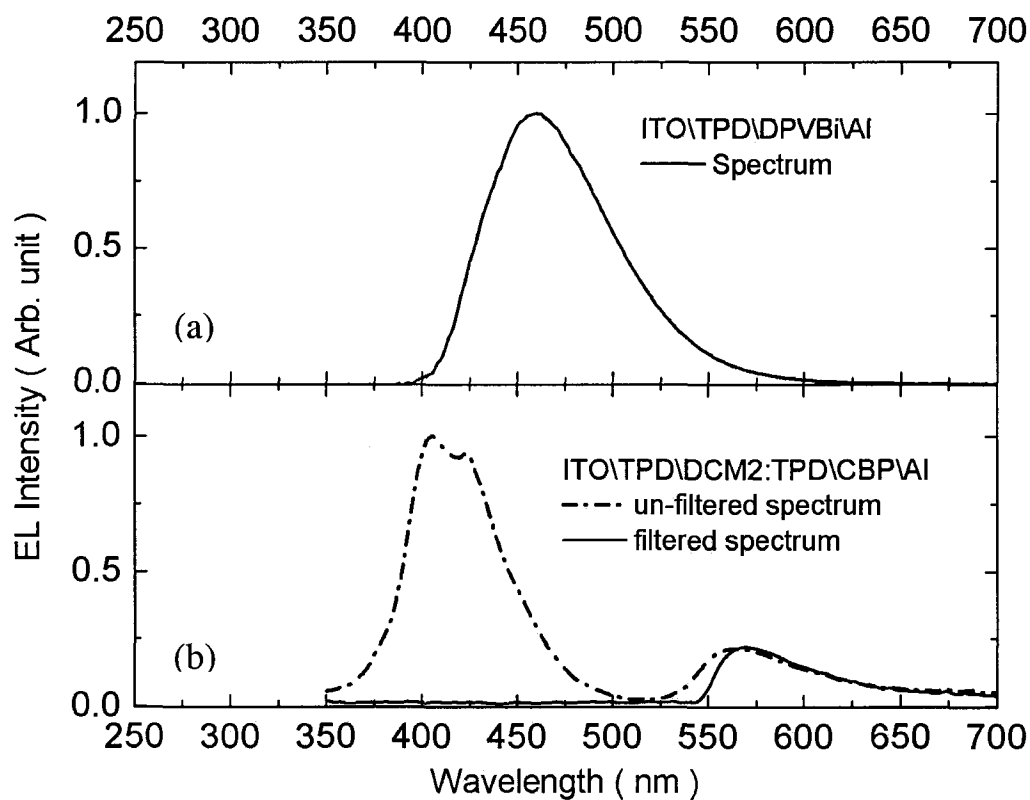 250 300 350 400 450 500 550 600 650 700
1.0
ITO\TPD\DPVBi\Al
Spectrum
0.5
(a)
0.0
EL Intensity ( Arb. unit )
1.0
ITO\TPD\DCM2:TPD\CBP\Al
un-filtered spectrum
filtered spectrum
0.5
(b)
0.0
250 300 350 400 450 500 550 600 650 700
Wavelength ( nm )